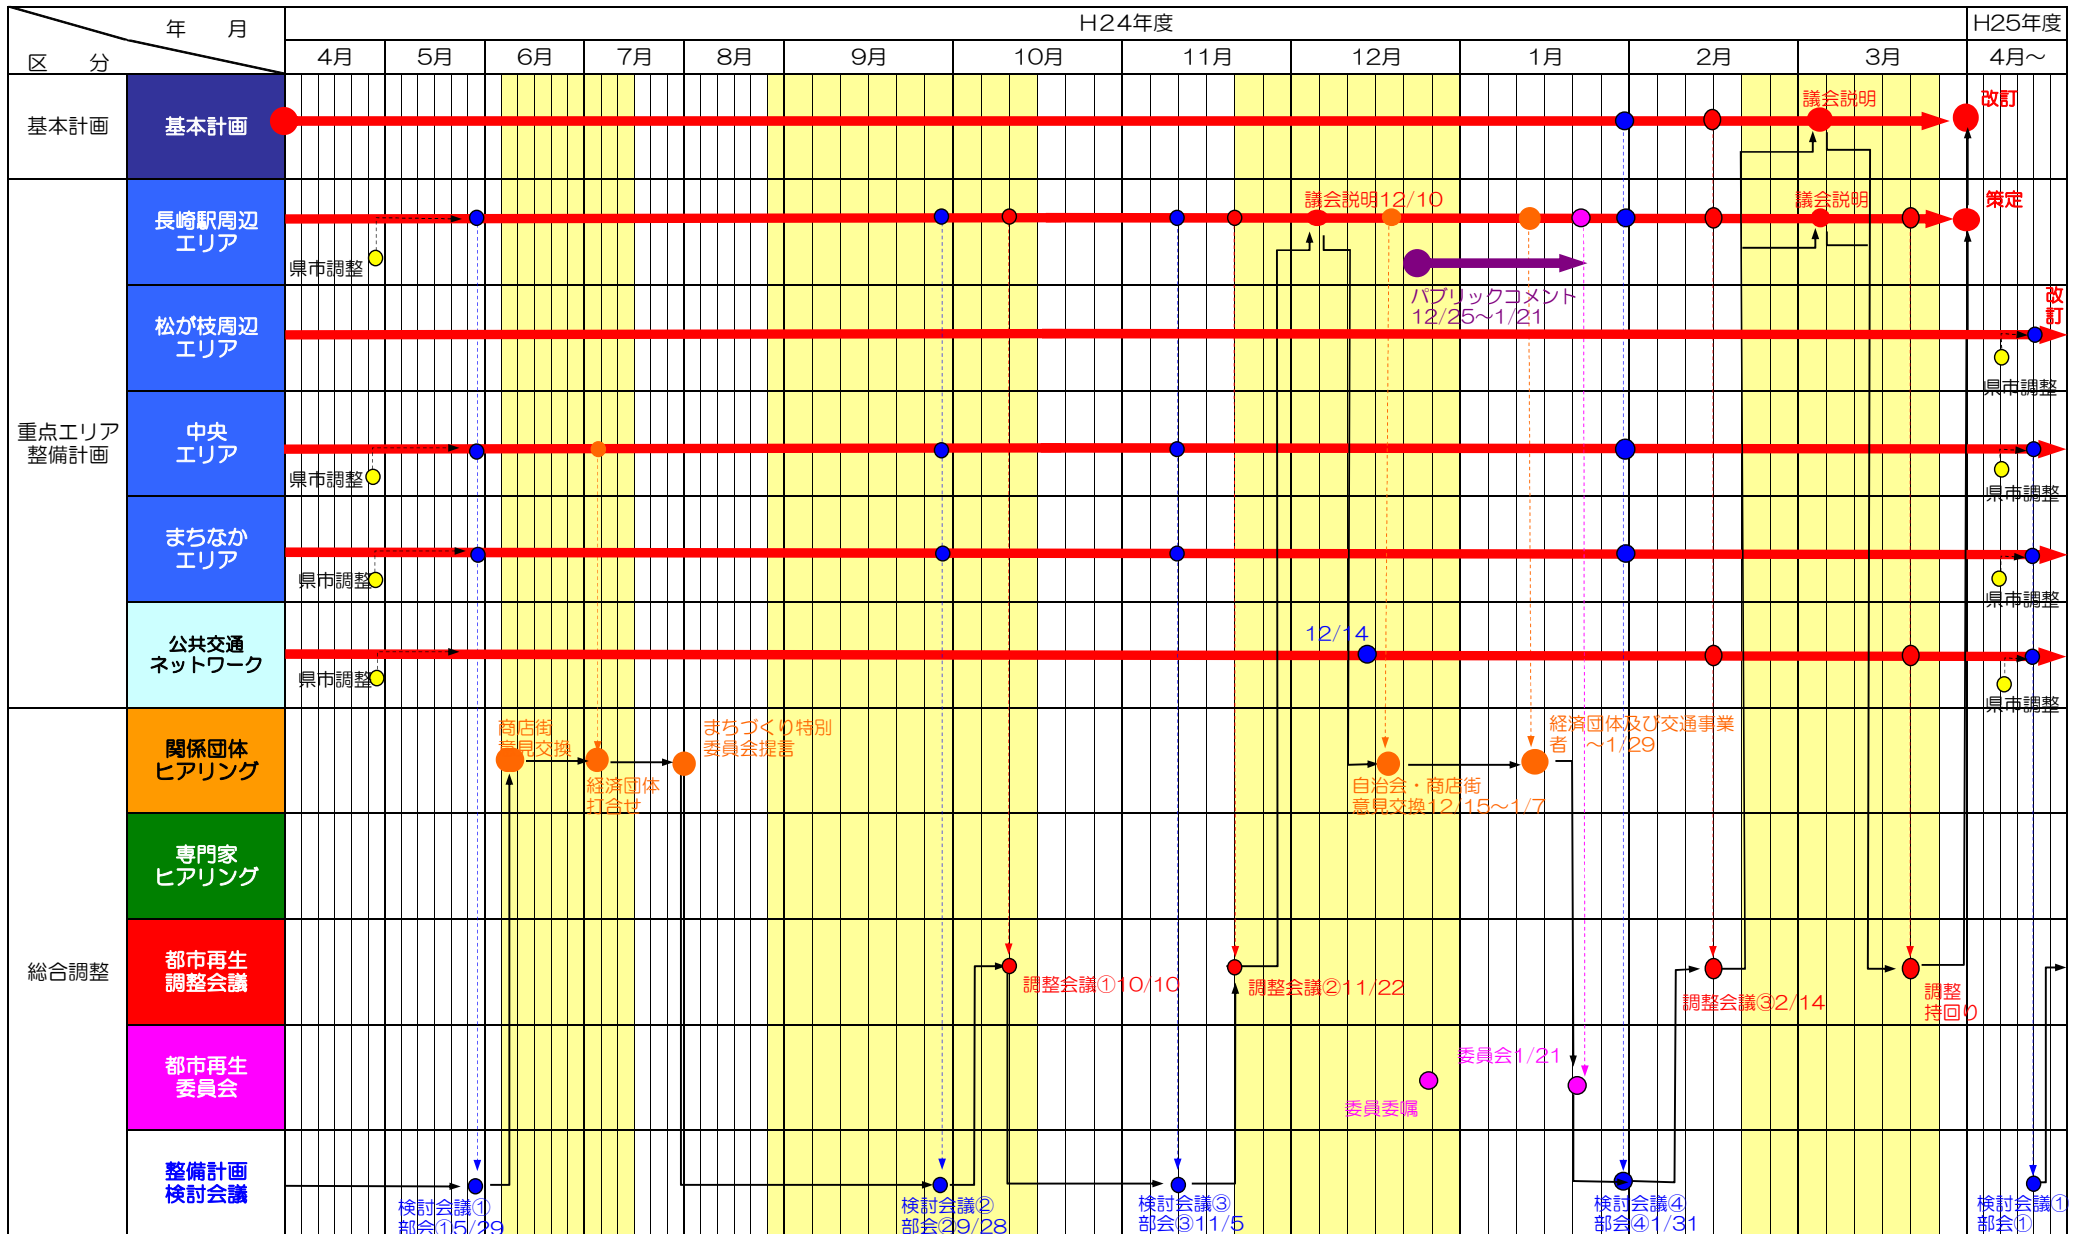 年　月
区　分
H24年度
H25年度
4月
5月
6月
7月
8月
9月
10月
11月
12月
1月
2月
3月
4月～
基本計画
基本計画
議会説明
改訂
重点エリア
整備計画
長崎駅周辺
エリア
県市調整
議会説明12/10
議会説明
策定
パブリックコメント
12/25～1/21
松が枝周辺
エリア
改
訂
県市調整
中央
エリア
県市調整
県市調整
まちなか
エリア
県市調整
県市調整
公共交通
ネットワーク
県市調整
12/14
県市調整
総合調整
関係団体
ヒアリング
商店街
意見交換
経済団体
打合せ
まちづくり特別
委員会提言
自治会・商店街
意見交換12/15～1/7
経済団体及び交通事業
者　～1/29
専門家
ヒアリング
都市再生
調整会議
調整会議①10/10
調整会議②11/22
調整会議③2/14
調整
持回り
都市再生
委員会
委員委嘱
委員会1/21
整備計画
検討会議
検討会議①
部会①5/29
検討会議②
部会②9/28
検討会議③
部会③11/5
検討会議④
部会④1/31
検討会議①
部会①